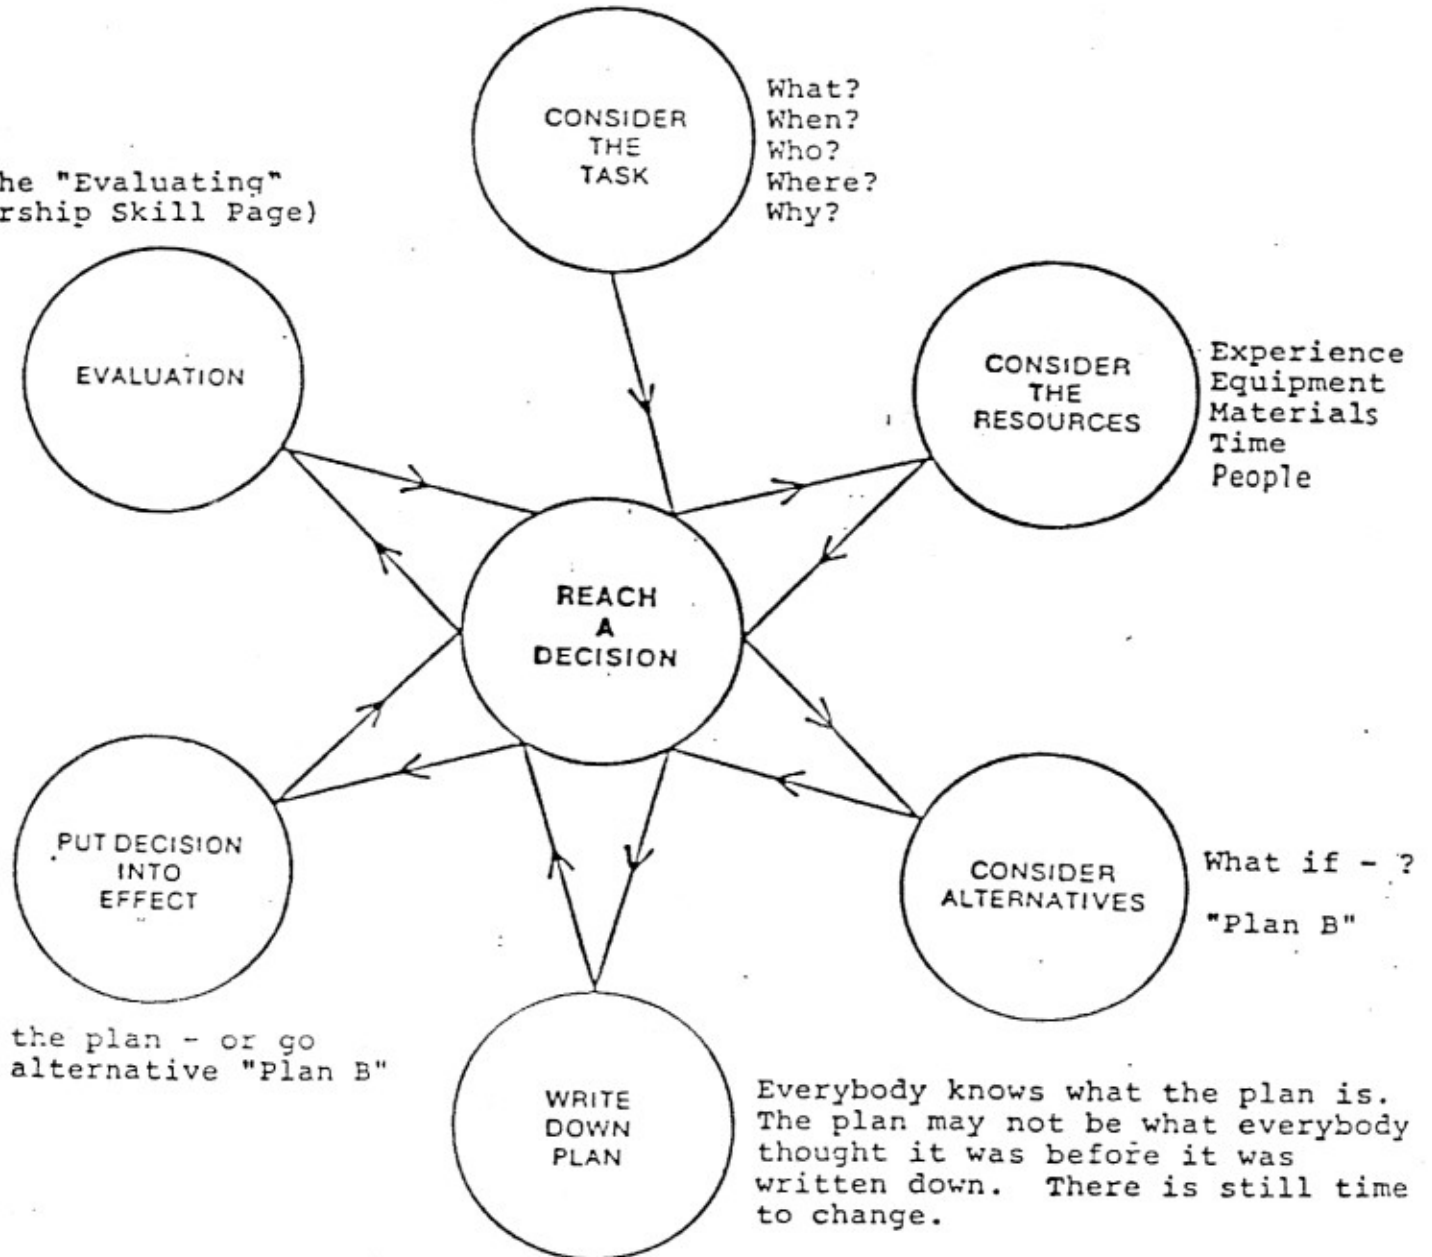 CONSIDER
THE
TASK
What?
When?
Who?
Where?
Why?
he "Evaluating"
rship Skill Page)
EVALUATION
CONSIDER
THE
RESOURCES
Experience
Equipment
Materials
Time
People
REACH
A
DECISION
PUT DECISION
INTO
EFFECT
the plan - or go
alternative "Plan B"
CONSIDER
ALTERNATIVES
What if - ?
"Plan B"
WRITE
DOWN
PLAN
Everybody knows what the plan is.
The plan may not be what everybody
thought it was before it was
written down.  There is still time
to change.